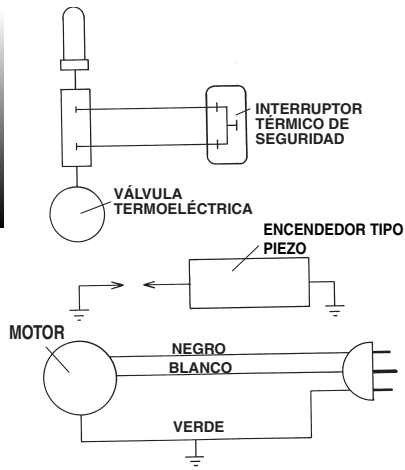 INTERRUPTOR
TÉRMICO DE
SEGURIDAD
VÁLVULA
TERMOELÉCTRICA
ENCENDEDOR TIPO
PIEZO
MOTOR
NEGRO
BLANCO
VERDE